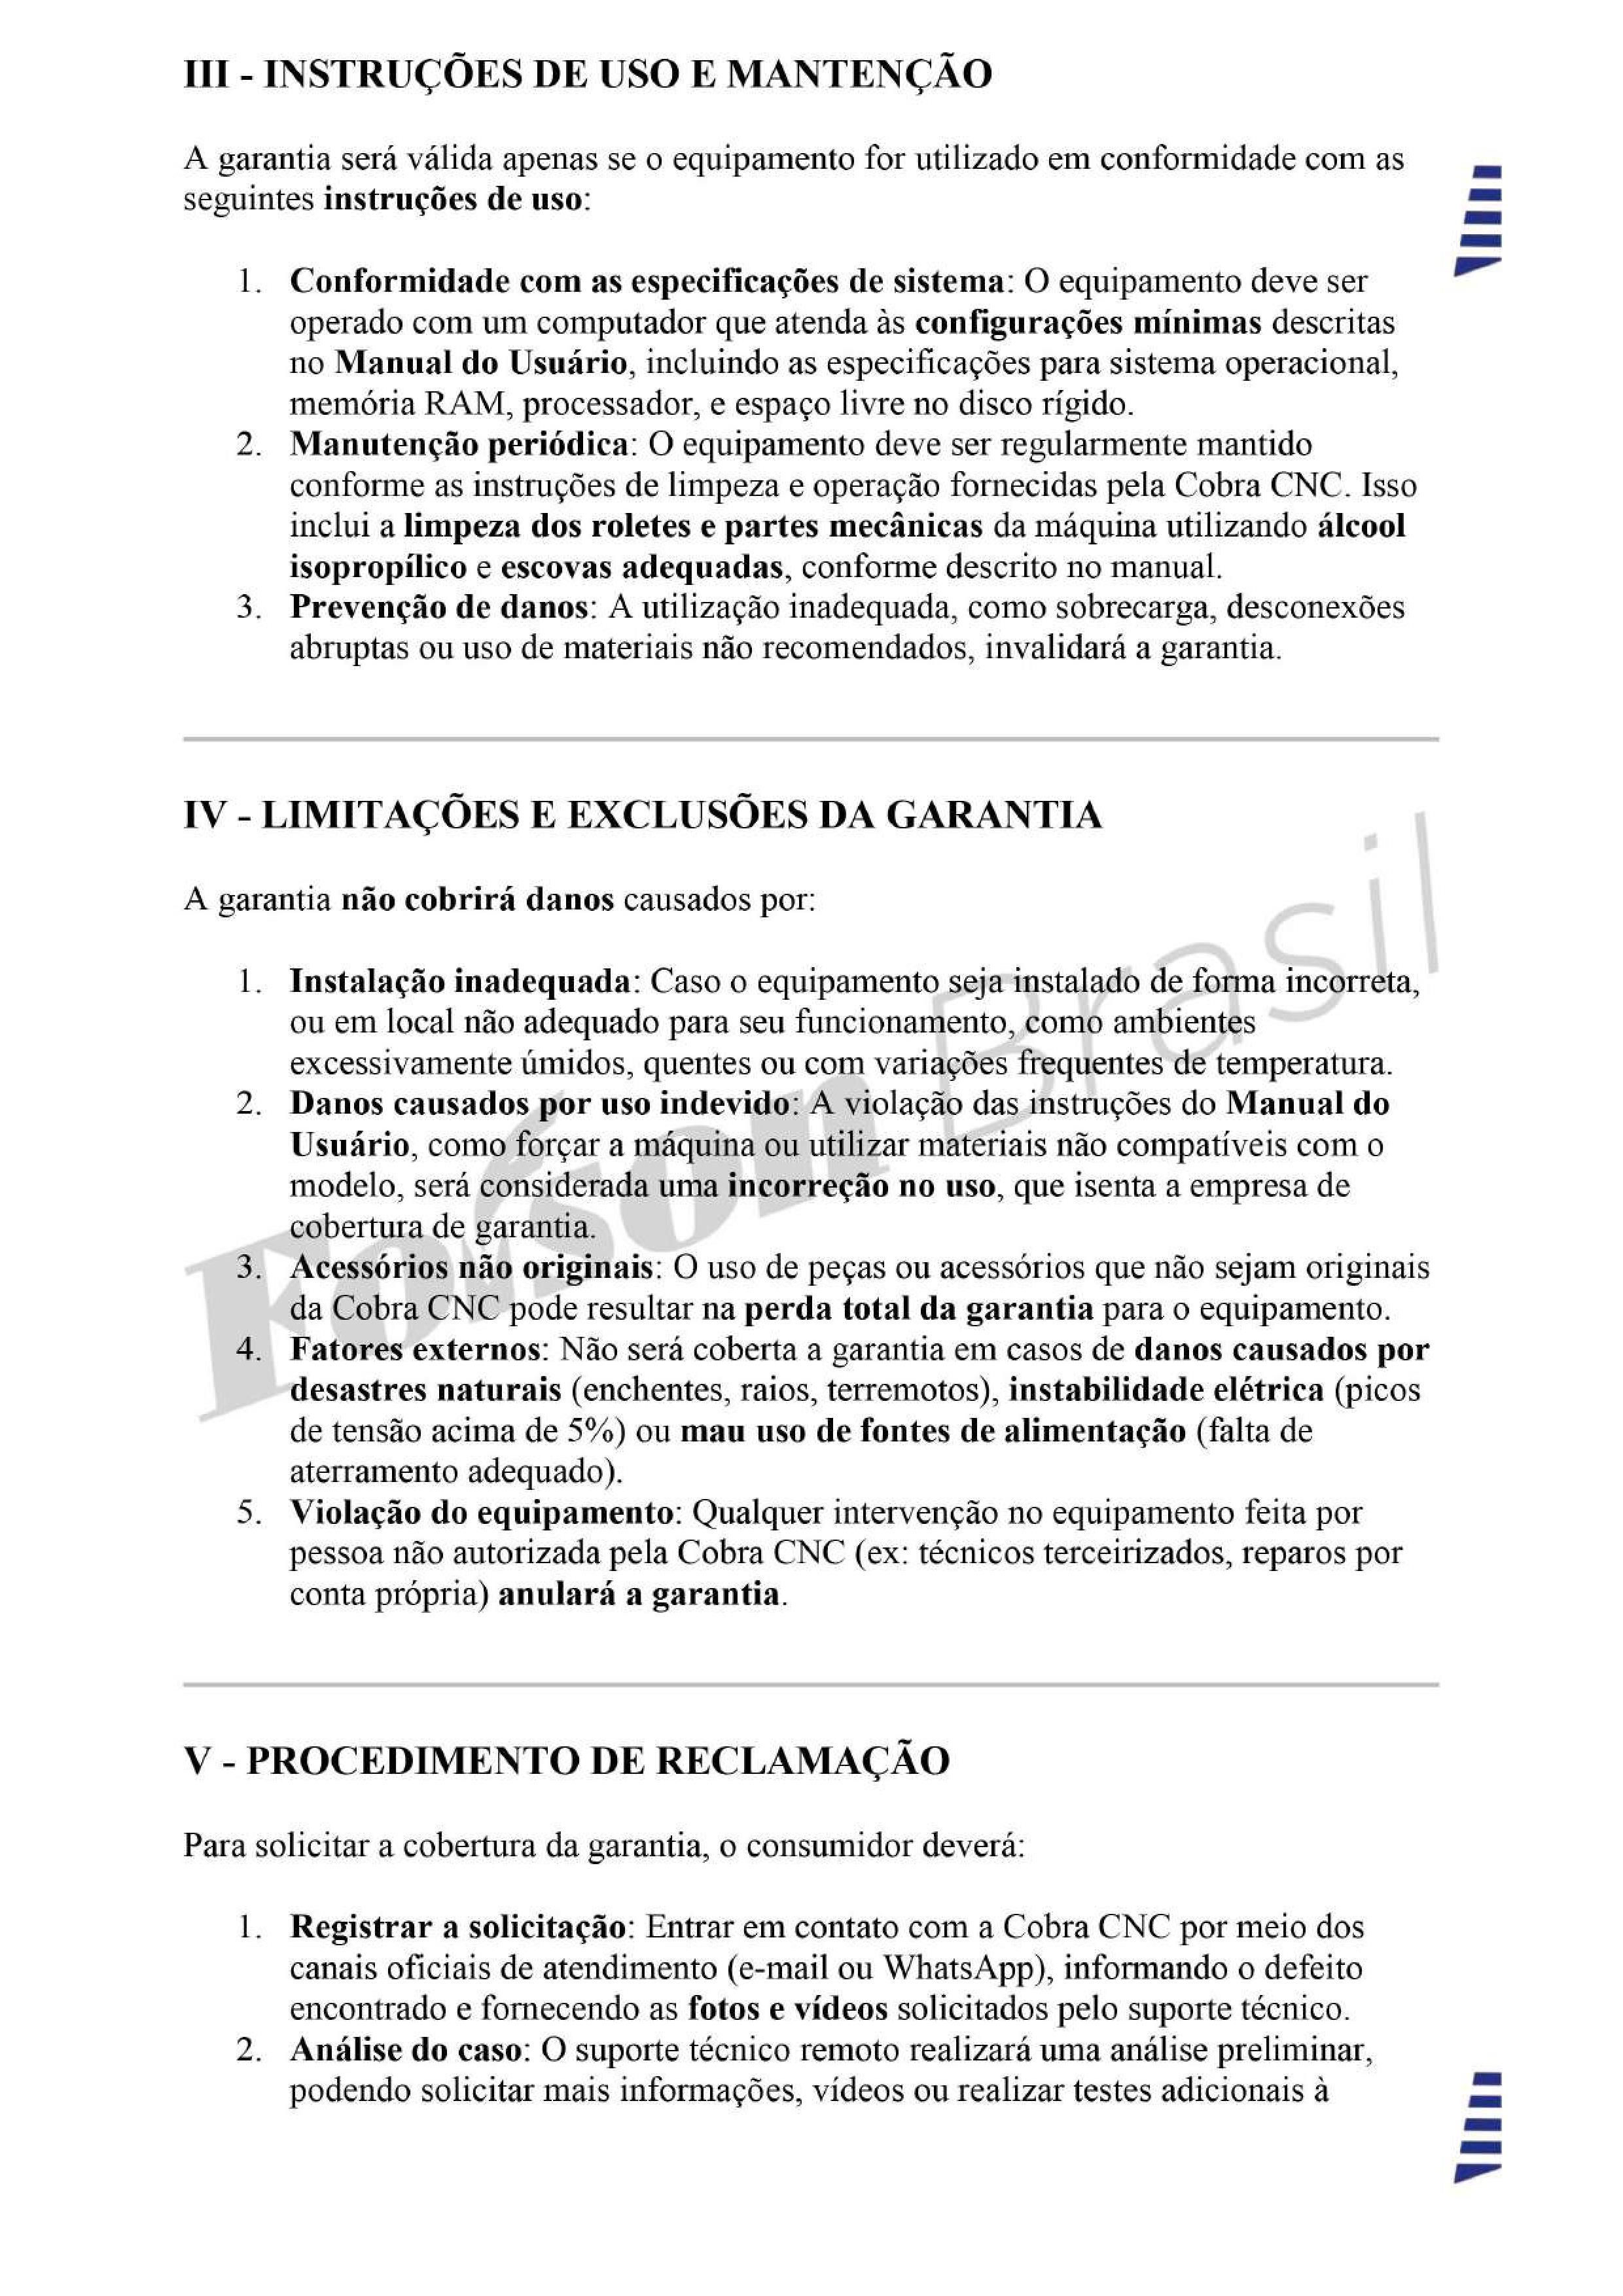 III - INSTRUÇÕES DE USO E MANTENÇÃO
A garantia será válida apenas se o equipamento for utilizado em conformidade com as
seguintes instruções de uso:
1. Conformidade com as especificações de sistema: O equipamento deve ser
operado com um computador que atenda às configurações mínimas descritas
no Manual do Usuário, incluindo as especificações para sistema operacional,
memória RAM, processador, e espaço livre no disco rígido.
2. Manutenção periódica: O equipamento deve ser regularmente mantido
conforme as instruções de limpeza e operação fornecidas pela Cobra CNC. Isso
inclui a limpeza dos roletes e partes mecânicas da máquina utilizando álcool
isopropílico e escovas adequadas, conforme descrito no manual.
3. Prevenção de danos: A utilização inadequada, como sobrecarga, desconexões
abruptas ou uso de materiais não recomendados, invalidará a garantia.
IV - LIMITAÇÕES E EXCLUSÕES DA GARANTIA
A garantia não cobrirá danos causados por:
1. Instalação inadequada: Caso o equipamento seja instalado de forma incorreta,
ou em local não adequado para seu funcionamento, como ambientes
excessivamente úmidos, quentes ou com variações frequentes de temperatura.
2. Danos causados por uso indevido: A violação das instruções do Manual do
Usuário, como forçar a máquina ou utilizar materiais não compatíveis com o
modelo, será considerada uma incorreção no uso, que isenta a empresa de
cobertura de garantia.
3. Acessórios não originais: O uso de peças ou acessórios que não sejam originais
da Cobra CNC pode resultar na perda total da garantia para o equipamento.
4. Fatores externos: Não será coberta a garantia em casos de danos causados por
desastres naturais (enchentes, raios, terremotos), instabilidade elétrica (picos
de tensão acima de 5%) ou mau uso de fontes de alimentação (falta de
aterramento adequado).
5. Violação do equipamento: Qualquer intervenção no equipamento feita por
pessoa não autorizada pela Cobra CNC (ex: técnicos terceirizados, reparos por
conta própria) anulará a garantia.
V - PROCEDIMENTO DE RECLAMAÇÃO
Para solicitar a cobertura da garantia, o consumidor deverá:
1. Registrar a solicitação: Entrar em contato com a Cobra CNC por meio dos
canais oficiais de atendimento (e-mail ou WhatsApp), informando o defeito
encontrado e fornecendo as fotos e vídeos solicitados pelo suporte técnico.
2. Análise do caso: O suporte técnico remoto realizará uma análise preliminar,
podendo solicitar mais informações, vídeos ou realizar testes adicionais à
Brasil